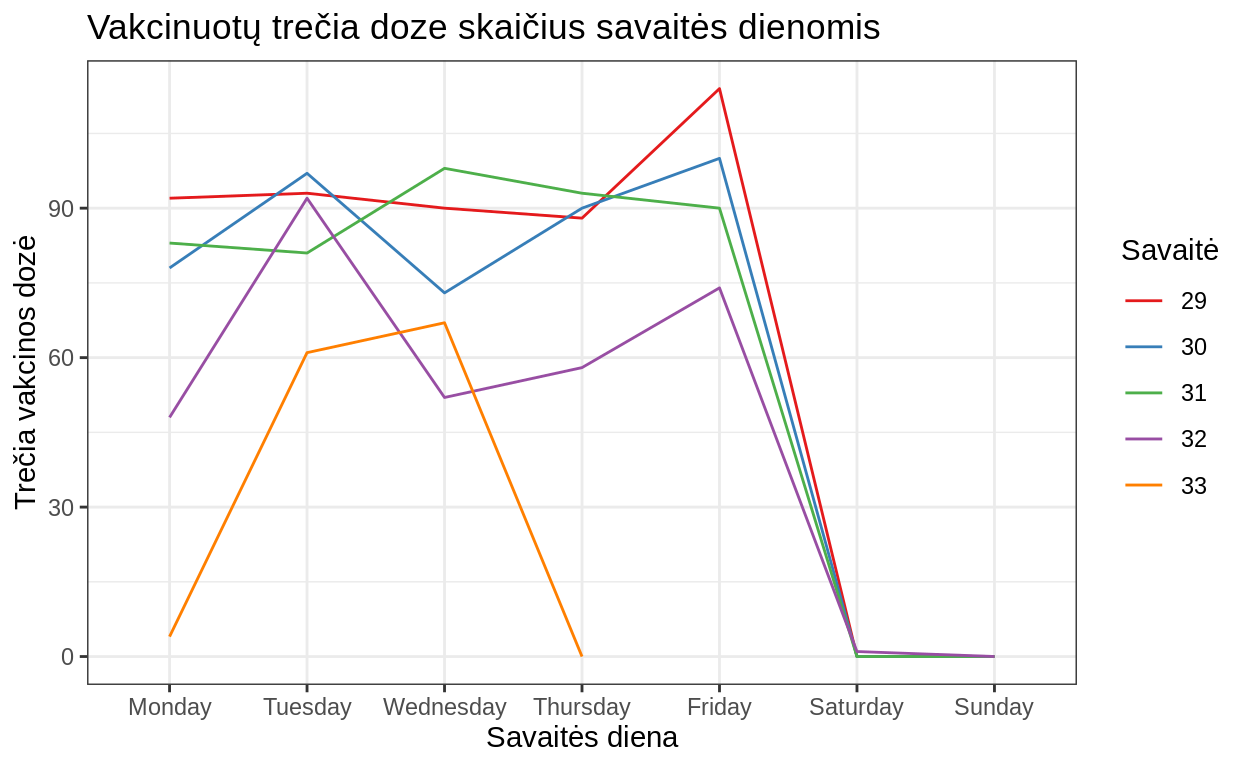 Vakcinuotų trečia doze skaičius savaitės dienomis
Trečia vakcinos dozė
90
60
30
0
Monday Tuesday Wednesday Thursday Friday Saturday Sunday
Savaitės diena
Savaitė
29
30
31
32
33